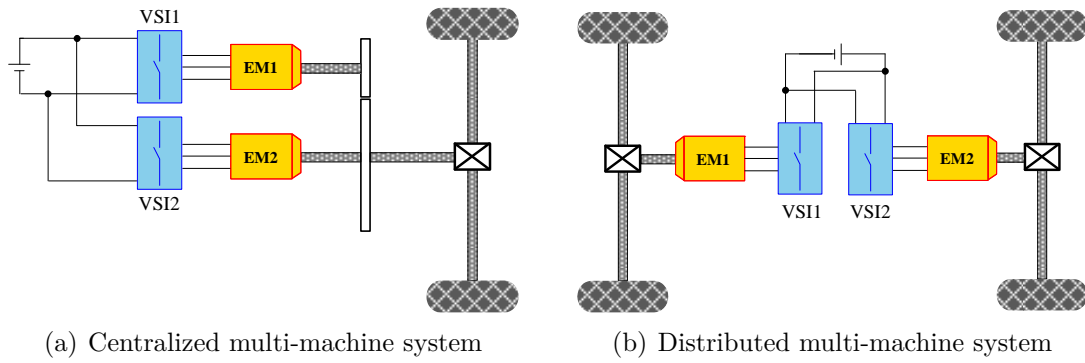 VSI1
EM1
EM2
VSI2
(a) Centralized multi-machine system
EM1
EM2
VSI1
VSI2
(b) Distributed multi-machine system